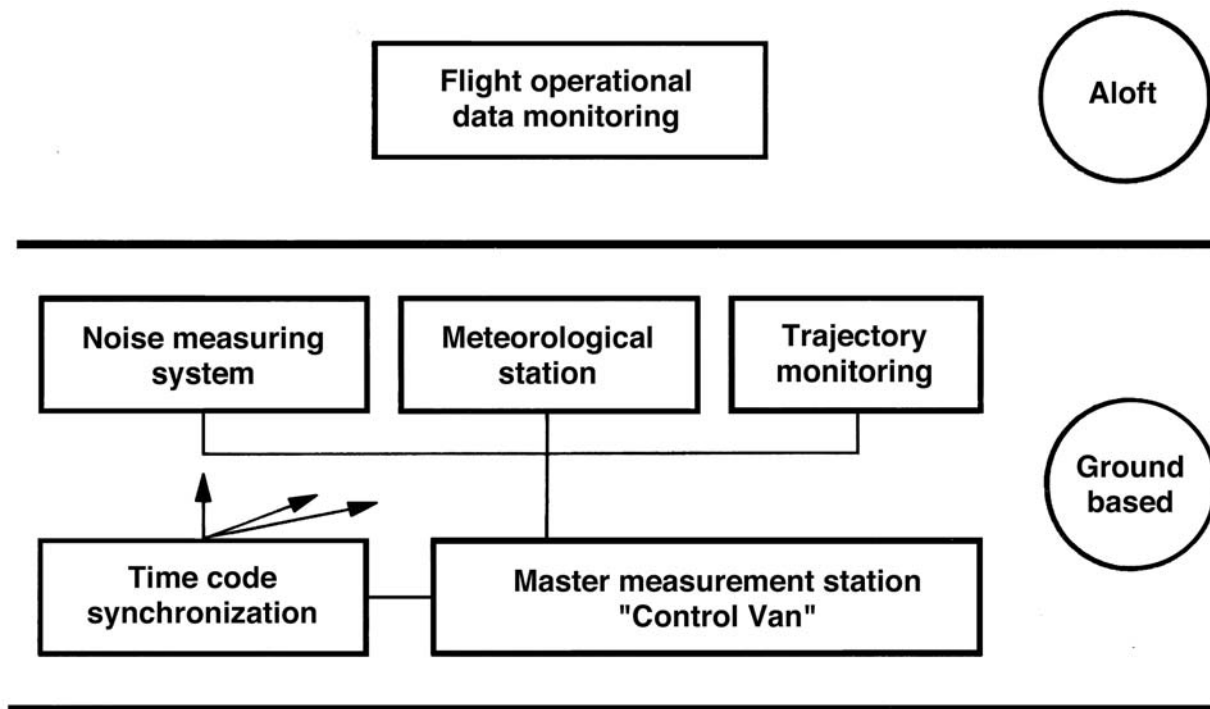 Flight operational
data monitoring
Aloft
Noise measuring
system
Meteorological
station
Trajectory
monitoring
Ground
based
Time code
synchronization
Master measurement station
"Control Van"